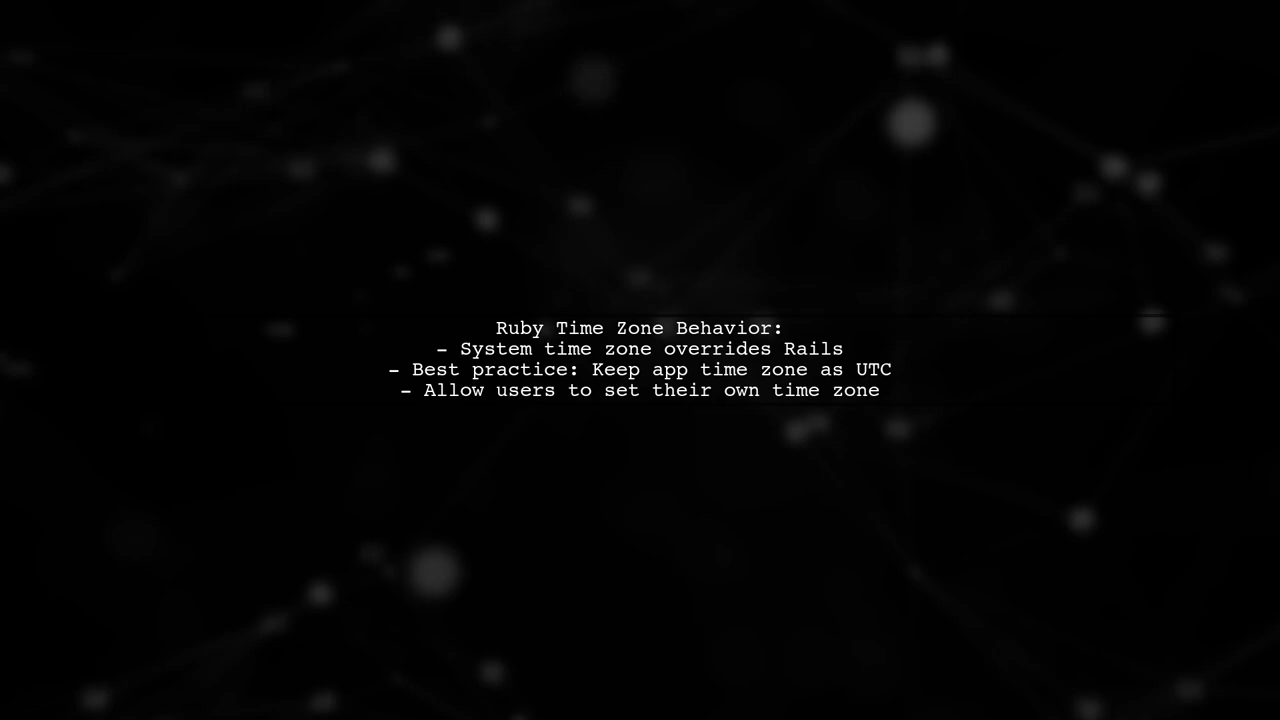 Ruby Time Zone Behavior:
- System time zone overrides Rails
- Best practice: Keep app time zone as UTC
- Allow users to set their own time zone